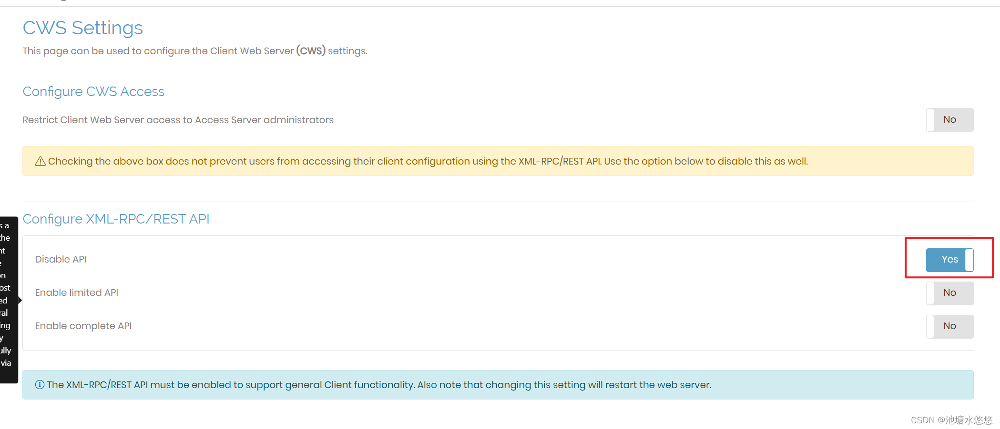 CWS Settings
This page can be used to configure the Client Web Server (CWS) settings.
Configure CWS Access
Restrict Client Web Server access to Access Server administrators
No
Checking the above box does not prevent users from accessing their client configuration using the XML-RPC/REST API. Use the option below to disable this as well.
Configure XML-RPC/REST API
s a
the
nt
e
on
ost
ed
ral
ing
y
ully
via
Disable API
Yes
Enable limited API
No
Enable complete API
No
The XML-RPC/REST API must be enabled to support general Client functionality. Also note that changing this setting will restart the web server.
CSDN @池塘水悠悠